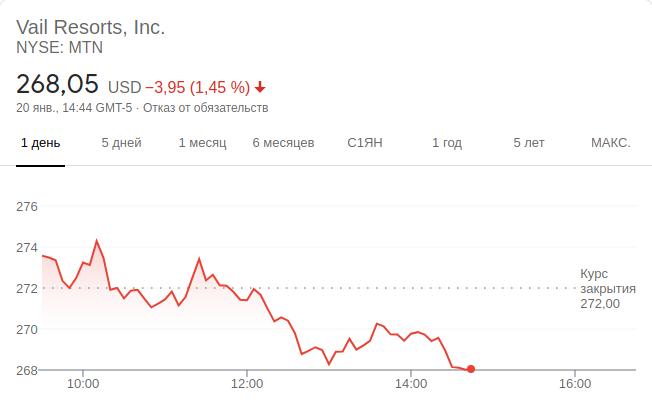 Vail Resorts, Inc.
NYSE: MTN
268,05 USD −3,95 (1,45 %)
20 янв., 14:44 GMT-5 · Отказ от обязательств
1 день 5 дней 1 месяц 6 месяцев С1ЯН 1 год 5 лет МАКС.
276
274
272
270
268
Курс
закрытия
272,00
10:00 12:00 14:00 16:00